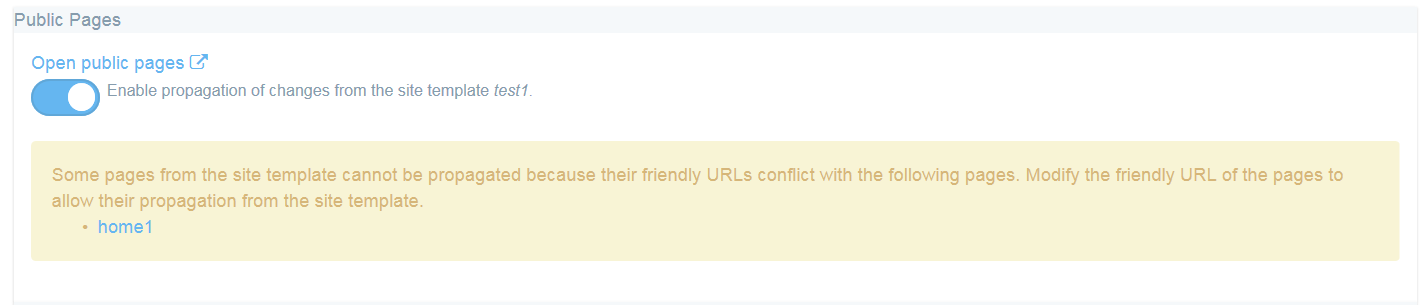 Public Pages
Open public pages
Enable propagation of changes from the site template test1.
Some pages from the site template cannot be propagated because their friendly URLs conflict with the following pages. Modify the friendly URL of the pages to
allow their propagation from the site template.
• home1